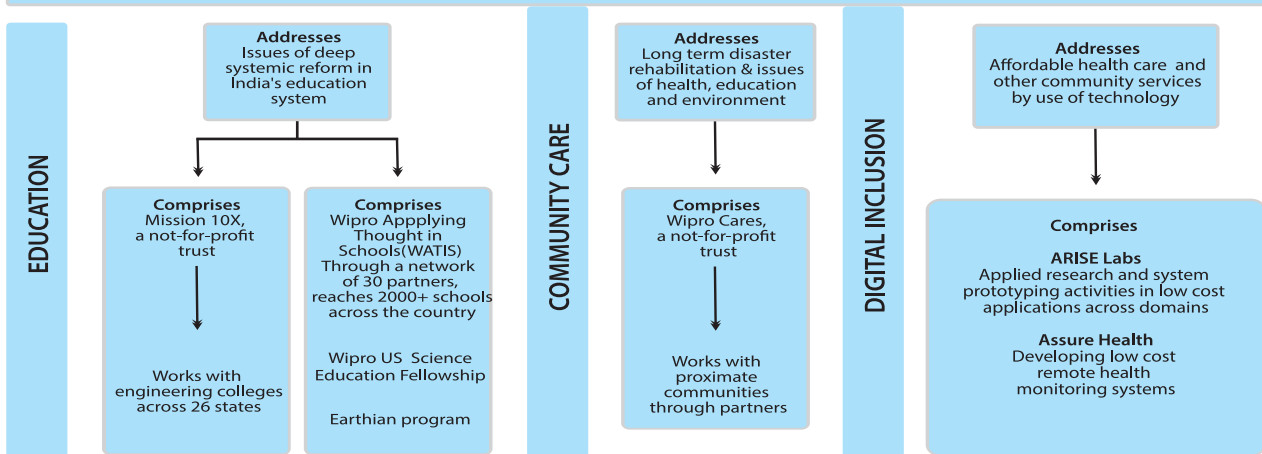 EDUCATION
Addresses
Issues of deep
systemic reform in
India's education
system
Comprises
Mission 10X,
a not-for-profit
trust
Works with
engineering colleges
across 26 states
Comprises
Wipro Appplying
Thought in
Schools(WATIS)
Through a network
of 30 partners,
reaches 2000+ schools
across the country
Wipro US Science
Education Fellowship
Earthian program
COMMUNITY CARE
Addresses
Long term disaster
rehabilitation & issues
of health, education
and environment
Comprises
Wipro Cares,
a not-for-profit
trust
Works with
proximate
communities
through partners
DIGITAL INCLUSION
Addresses
Affordable health care and
other community services
by use of technology
Comprises
ARISE Labs
Applied research and system
prototyping activities in low cost
applications across domains
Assure Health
Developing low cost
remote health
monitoring systems